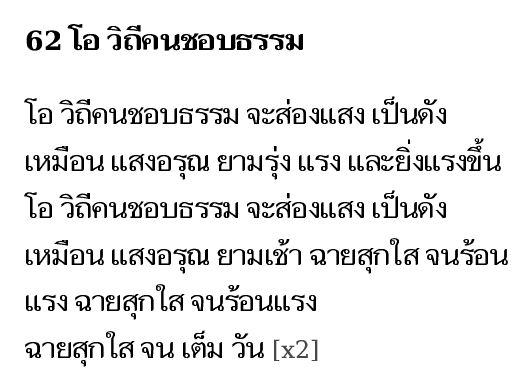 62 โอ วิถีคนชอบธรรม
โอ วิถีคนชอบธรรม จะส่องแสง เป็นดัง
เหมือน แสงอรุณ ยามรุ่ง แรง และยิ่งแรงขึ้น
โอ วิถีคนชอบธรรม จะส่องแสง เป็นดัง
เหมือน แสงอรุณ ยามเช้า ฉายสุกใส จนร้อน
แรง ฉายสุกใส จนร้อนแรง
ฉายสุกใส จน เต็ม วัน [x2]